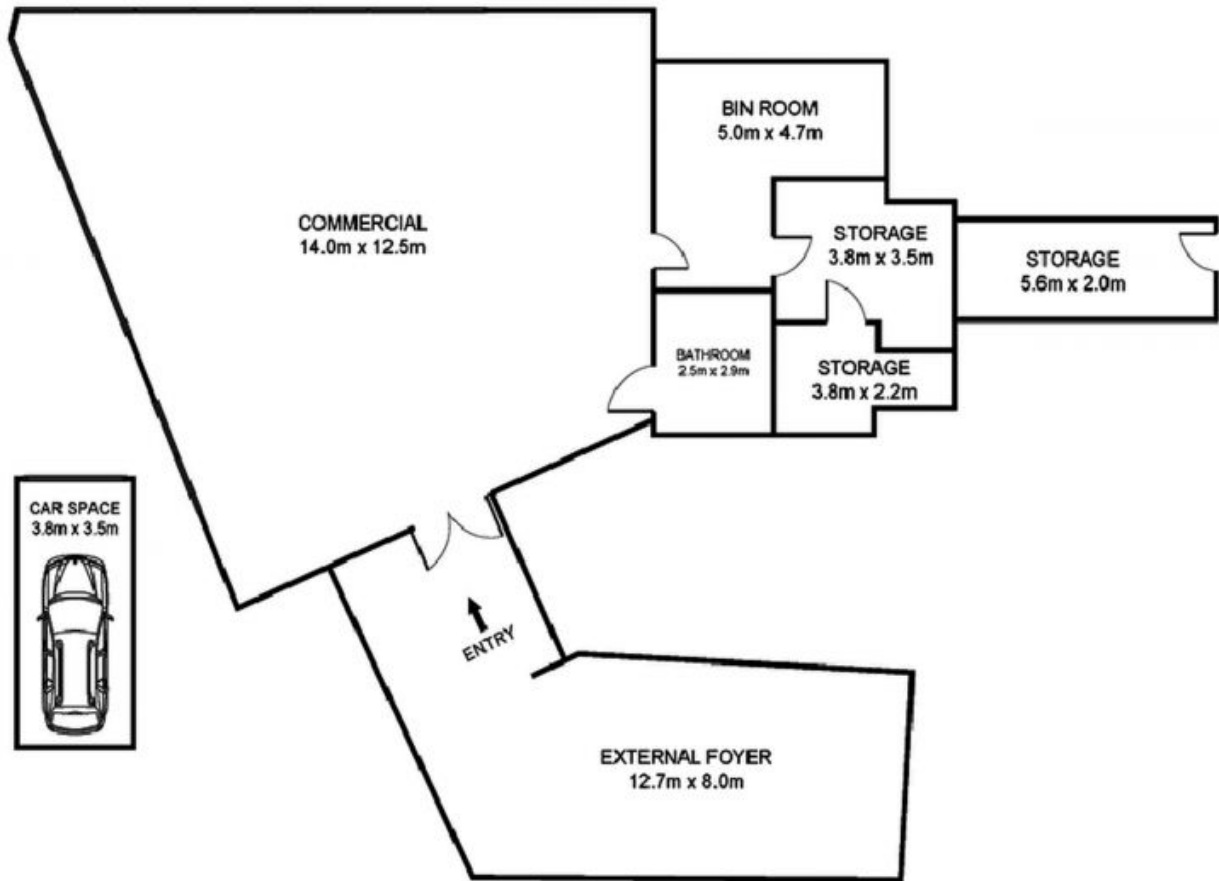 BIN ROOM
5.0m x 4.7m
COMMERCIAL
14.0m x 12.5m
STORAGE
3.8m x 3.5m
STORAGE
5.6m x 2.0m
BATHROOM
2.5m x 2.9m
STORAGE
3.8m x 2.2m
CAR SPACE
3.8m x 3.5m
ENTRY
EXTERNAL FOYER
12.7m x 8.0m